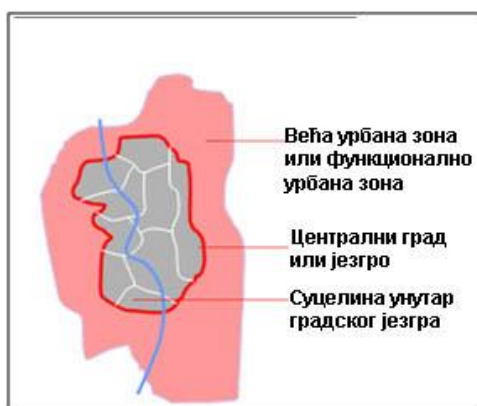 Већа урбана зона
или функционално
урбана зона
Централни град
или језгро
Суцелина унутар
градског језгра